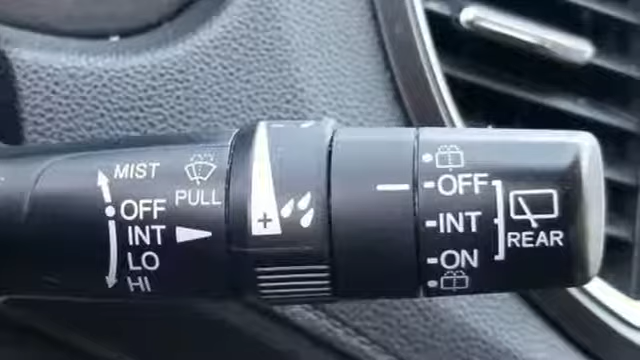 MIST
PULL
OFF
INT
LO
HI
+
OFF
INT
ON
REAR